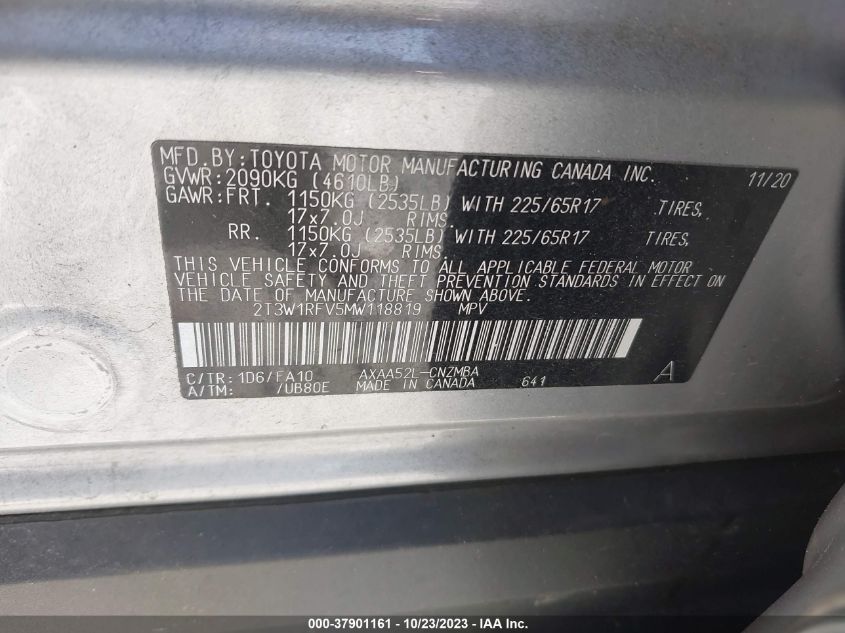 MFD.BY:TOYOTA MOTOR MANUFACTURING CANADA INC. 11/20
GVWR:2090KG (4610LB)
GAWR:FRT. 1150KG (2535LB) WITH 225/65R17 TIRES,
17x7.0J RIMS
RR. 1150KG (2535LB) WITH 225/65R17 TIRES,
17x7.0J RIMS
THIS VEHICLE CONFORMS TO ALL APPLICABLE FEDERAL MOTOR
VEHICLE SAFETY AND THEFT PREVENTION STANDARDS IN EFFECT ON
THE DATE OF MANUFACTURE SHOWN ABOVE.
2T3W1RFV5MW118819 MPV
C/TR:1D6/FA10 AXAA52L-CNZMBA A
A/TM: /UB80E MADE IN CANADA 641
000-37901161 - 10/23/2023 - IAA Inc.